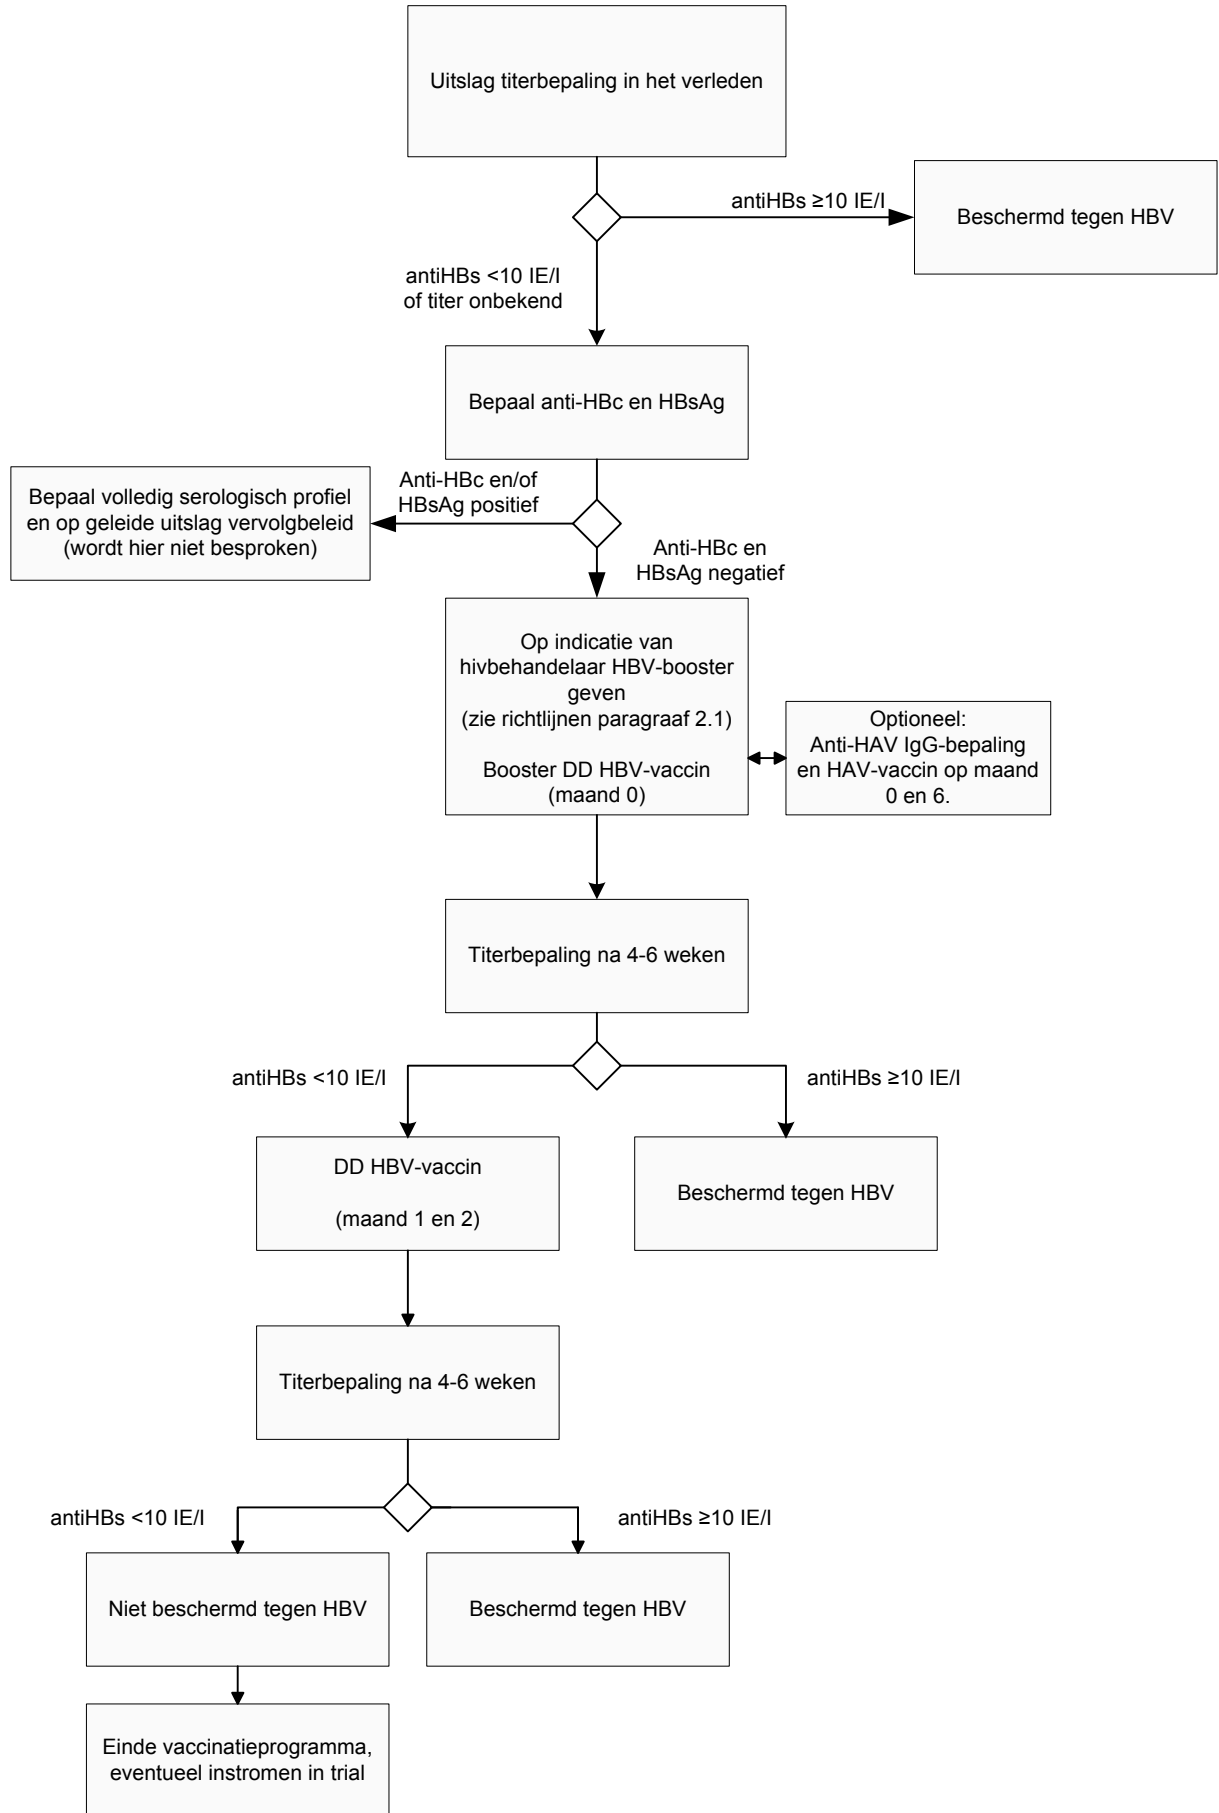 Uitslag titerbepaling in het verleden
antiHBs ≥10 IE/l
Beschermd tegen HBV
antiHBs <10 IE/l
of titer onbekend
Bepaal anti-HBc en HBsAg
Anti-HBc en/of
HBsAg positief
Bepaal volledig serologisch profiel
en op geleide uitslag vervolgbeleid
(wordt hier niet besproken)
Anti-HBc en
HBsAg negatief
Op indicatie van
hivbehandelaar HBV-booster
geven
(zie richtlijnen paragraaf 2.1)
Booster DD HBV-vaccin
(maand 0)
Optioneel:
Anti-HAV IgG-bepaling
en HAV-vaccin op maand
0 en 6.
Titerbepaling na 4-6 weken
antiHBs <10 IE/l
antiHBs ≥10 IE/l
DD HBV-vaccin
(maand 1 en 2)
Beschermd tegen HBV
Titerbepaling na 4-6 weken
antiHBs <10 IE/l
antiHBs ≥10 IE/l
Niet beschermd tegen HBV
Beschermd tegen HBV
Einde vaccinatieprogramma,
eventueel instromen in trial